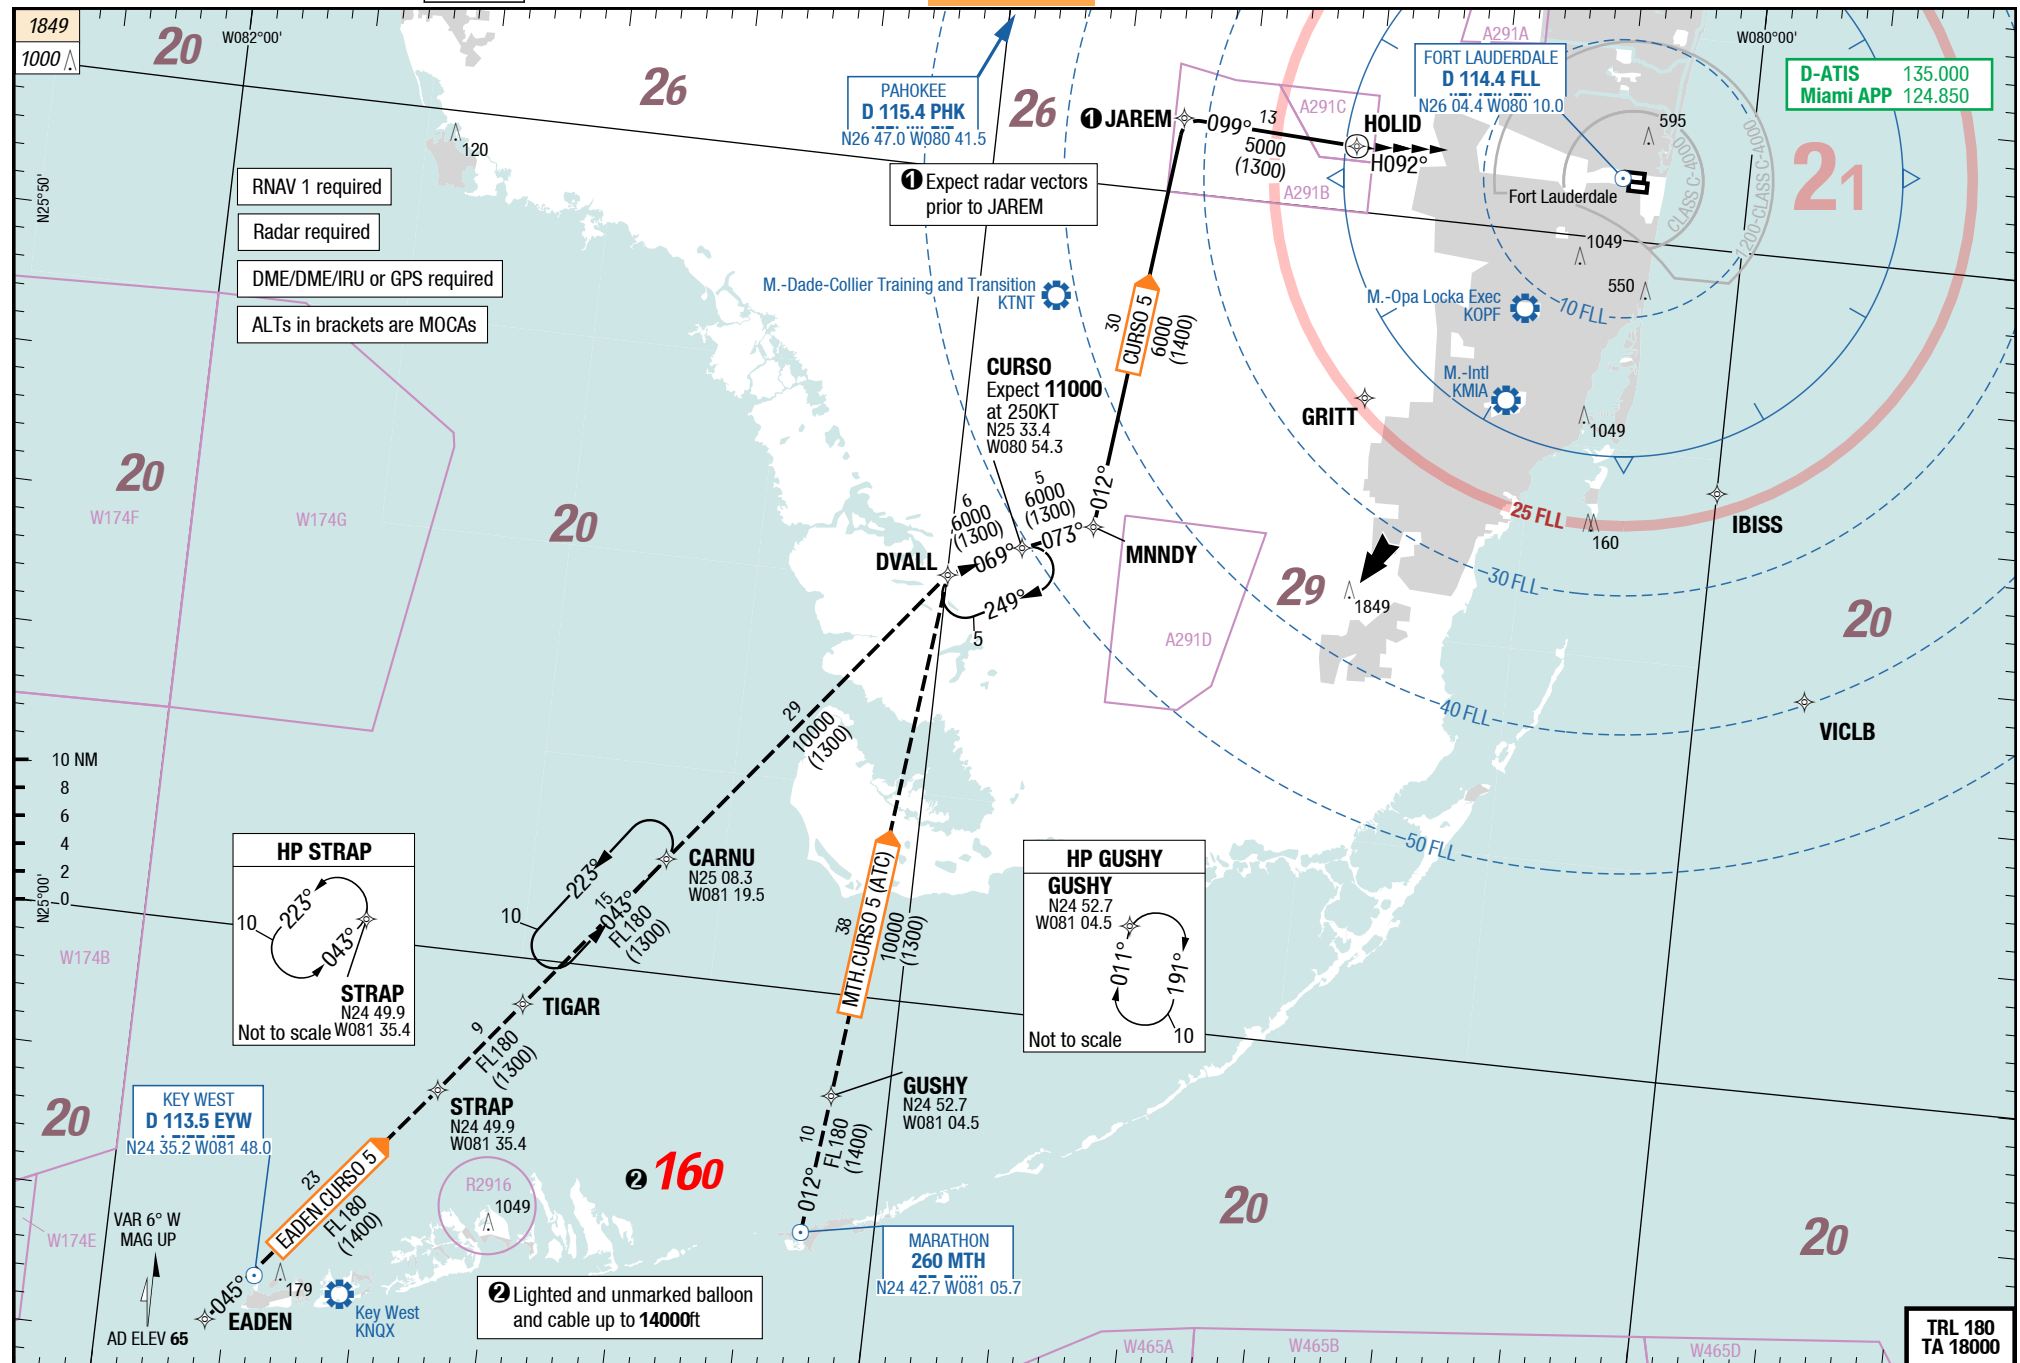 1849
1000
20
W082°00'
26
26
A291A
W080°00'
FORT LAUDERDALE
D 114.4 FLL
N26 04.4 W080 10.0
D-ATIS 135.000
Miami APP 124.850
PAHOKEE
D 115.4 PHK
N26 47.0 W080 41.5
A291C
❶ JAREM
099°
13
5000
(1300)
HOLID
H092°
595
CLASS C-4000
1200-CLASS C-4000
21
120
N25°50'
RNAV 1 required
Radar required
DME/DME/IRU or GPS required
ALTs in brackets are MOCAs
❶ Expect radar vectors
prior to JAREM
A291B
Fort Lauderdale
1049
550
10 FLL
M.-Dade-Collier Training and Transition
KTNT
M.-Opa Locka Exec
KOPF
30
CURSO 5
6000
(1400)
CURSO
Expect 11000
at 250KT
N25 33.4
W080 54.3
M.-Intl
KMIA
GRITT
1049
20
W174F
W174G
20
6
6000
(1300)
5
6000
(1300)
012°
DVALL
069°
073°
MNNDY
249°
5
25 FLL
IBISS
160
30 FLL
29
1849
20
A291D
40 FLL
VICLB
29
10000
(1300)
10 NM
8
6
4
2
0
N25°00'
50 FLL
HP STRAP
10
223°
043°
STRAP
N24 49.9
W081 35.4
Not to scale
223°
10
15
043°
FL180
(1300)
CARNU
N25 08.3
W081 19.5
38
MTH.CURSO 5 (ATC)
10000
(1300)
HP GUSHY
GUSHY
N24 52.7
W081 04.5
011°
191°
10
Not to scale
W174B
TIGAR
9
FL180
(1300)
STRAP
N24 49.9
W081 35.4
GUSHY
N24 52.7
W081 04.5
20
KEY WEST
D 113.5 EYW
N24 35.2 W081 48.0
23
EADEN.CURSO 5
FL180
(1400)
R2916
1049
❷ 160
10
FL180
(1400)
012°
20
20
W174E
VAR 6° W
MAG UP
AD ELEV 65
045°
EADEN
179
Key West
KNQX
❷ Lighted and unmarked balloon
and cable up to 14000ft
MARATHON
260 MTH
N24 42.7 W081 05.7
W465A
W465B
W465D
TRL 180
TA 18000